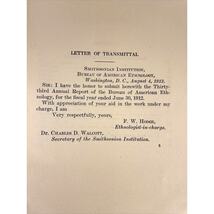 LETTER OF TRANSMITTAL
SMITHSONIAN INSTITUTION,
BUREAU OF AMERICAN ETHNOLOGY,
Washington, D. C., August 4, 1912.
SIR: I have the honor to submit herewith the Thirty-
third Annual Report of the Bureau of American Eth-
nology, for the fiscal year ended June 30, 1912.
With appreciation of your aid in the work under my
charge, I am
Very respectfully, yours,
F. W. HODGE,
Ethnologist-in-charge.
DR. CHARLES D. WALCOTT,
Secretary of the Smithsonian Institution.